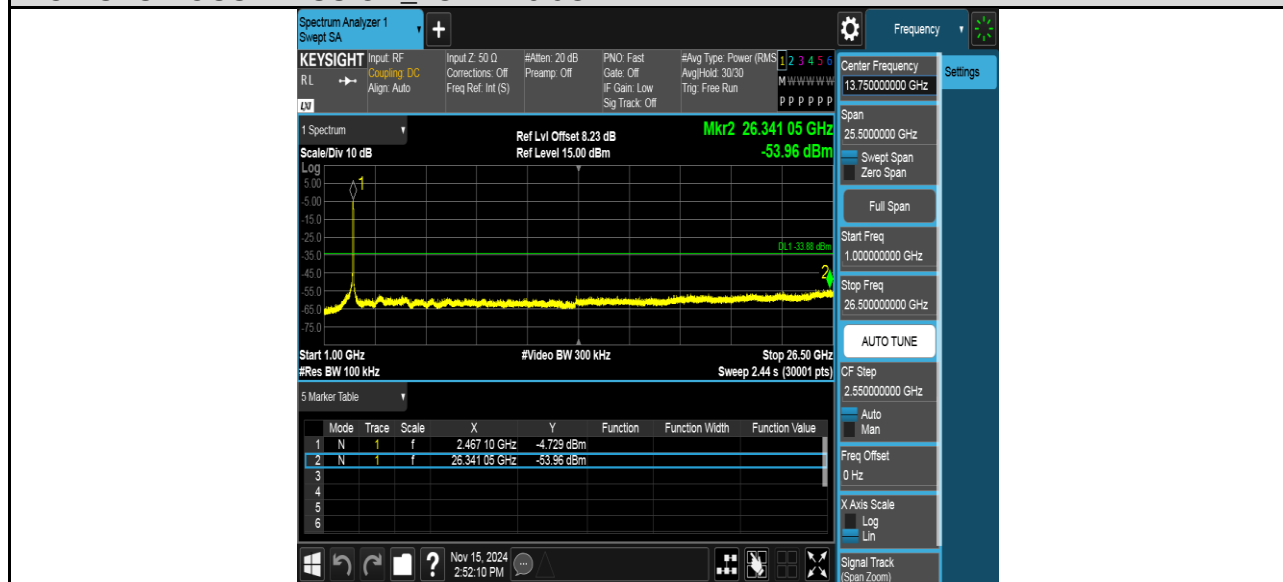 Spectrum Analyzer 1
Swept SA
Frequency
KEYSIGHT
RL
LXI
Input: RF
Coupling: DC
Align: Auto
Input Z: 50 Ω
Corrections: Off
Freq Ref: Int (S)
#Atten: 20 dB
Preamp: Off
PNO: Fast
Gate: Off
IF Gain: Low
Sig Track: Off
#Avg Type: Power (RMS
Avg|Hold: 30/30
Trig: Free Run
1 2 3 4 5 6
M W W W W W
P P P P P P
1 Spectrum
Scale/Div 10 dB
Ref Lvl Offset 8.23 dB
Ref Level 15.00 dBm
Mkr2 26.341 05 GHz
-53.96 dBm
Log
5.00
-5.00
-15.0
-25.0
-35.0
-45.0
-55.0
-65.0
-75.0
1
DL1 -33.88 dBm
2
Start 1.00 GHz
#Video BW 300 kHz
Stop 26.50 GHz
#Res BW 100 kHz
Sweep 2.44 s (30001 pts)
5 Marker Table
Mode Trace Scale X Y Function Function Width Function Value
1 N 1 f 2.467 10 GHz -4.729 dBm
2 N 1 f 26.341 05 GHz -53.96 dBm
3
4
5
6
Nov 15, 2024
2:52:10 PM
Center Frequency
13.750000000 GHz
Settings
Span
25.5000000 GHz
Swept Span
Zero Span
Full Span
Start Freq
1.000000000 GHz
Stop Freq
26.500000000 GHz
AUTO TUNE
CF Step
2.550000000 GHz
Auto
Man
Freq Offset
0 Hz
X Axis Scale
Log
Lin
Signal Track
(Span Zoom)